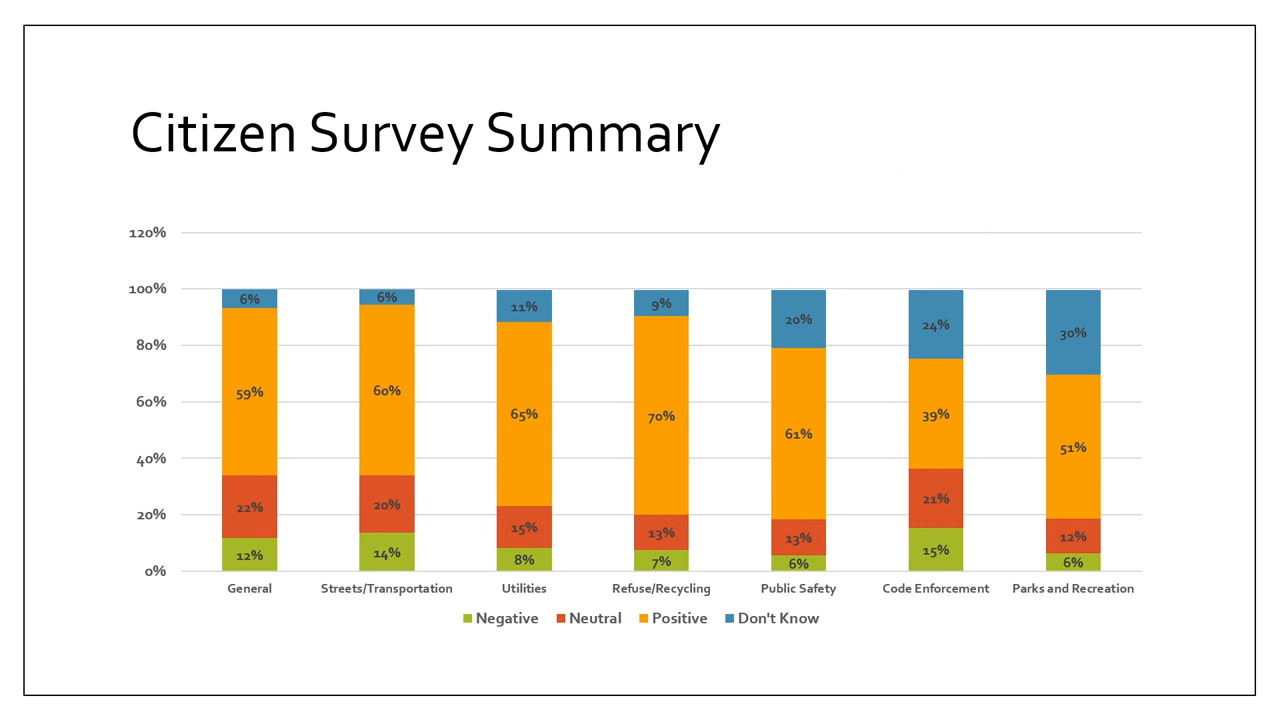 Citizen Survey Summary
120%
100%
80%
60%
40%
20%
0%
6% 6% 11% 9% 20% 24% 30%
59% 60% 65% 70% 61% 39% 51%
22% 20% 15% 13% 13% 21% 12%
12% 14% 8% 7% 6% 15% 6%
General Streets/Transportation Utilities Refuse/Recycling Public Safety Code Enforcement Parks and Recreation
Negative Neutral Positive Don't Know